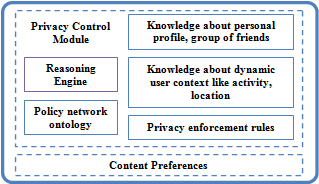 Privacy Control
Module
Reasoning
Engine
Policy network
ontology
Knowledge about personal
profile, group of friends
Knowledge about dynamic
user context like activity,
location
Privacy enforcement rules
Content Preferences